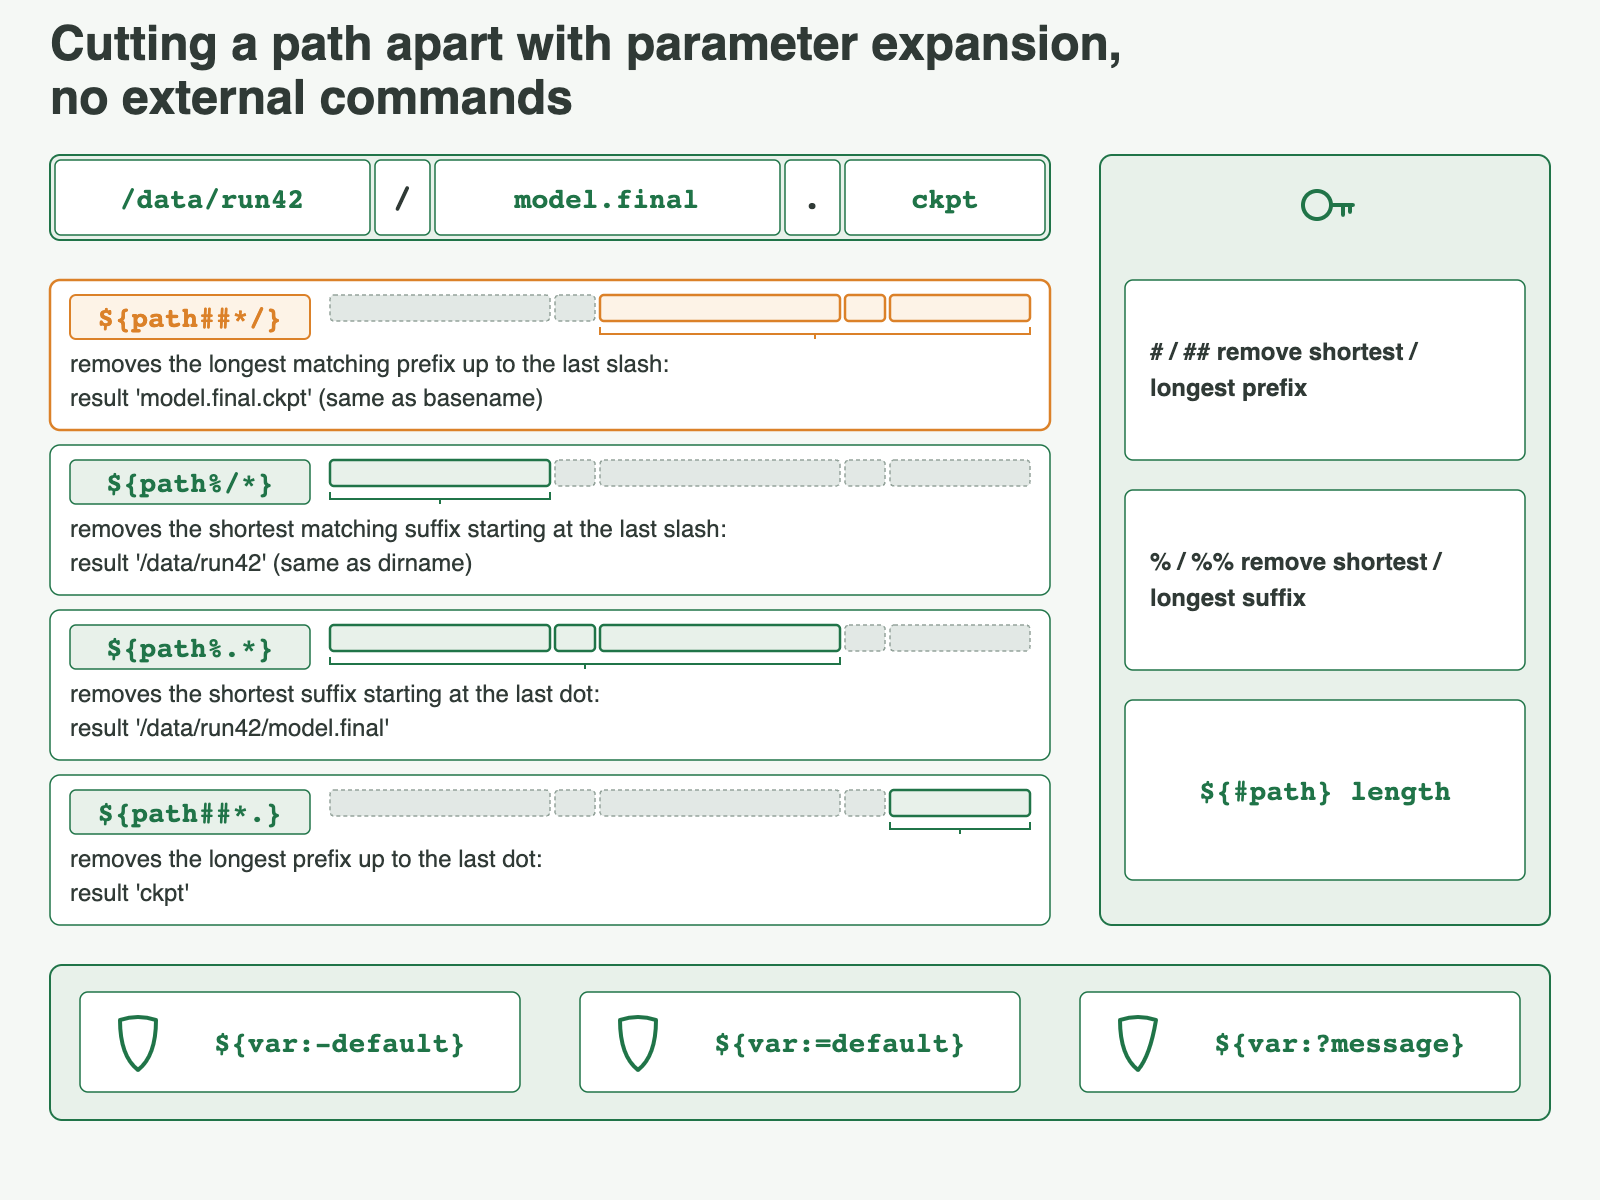 Cutting a path apart with parameter expansion,
no external commands
/data/run42 / model.final . ckpt
${path##*/}
removes the longest matching prefix up to the last slash:
result 'model.final.ckpt' (same as basename)
${path%/*}
removes the shortest matching suffix starting at the last slash:
result '/data/run42' (same as dirname)
${path%.*}
removes the shortest suffix starting at the last dot:
result '/data/run42/model.final'
${path##*.}
removes the longest prefix up to the last dot:
result 'ckpt'
# / ## remove shortest /
longest prefix
% / %% remove shortest /
longest suffix
${#path} length
${var:-default}
${var:=default}
${var:?message}